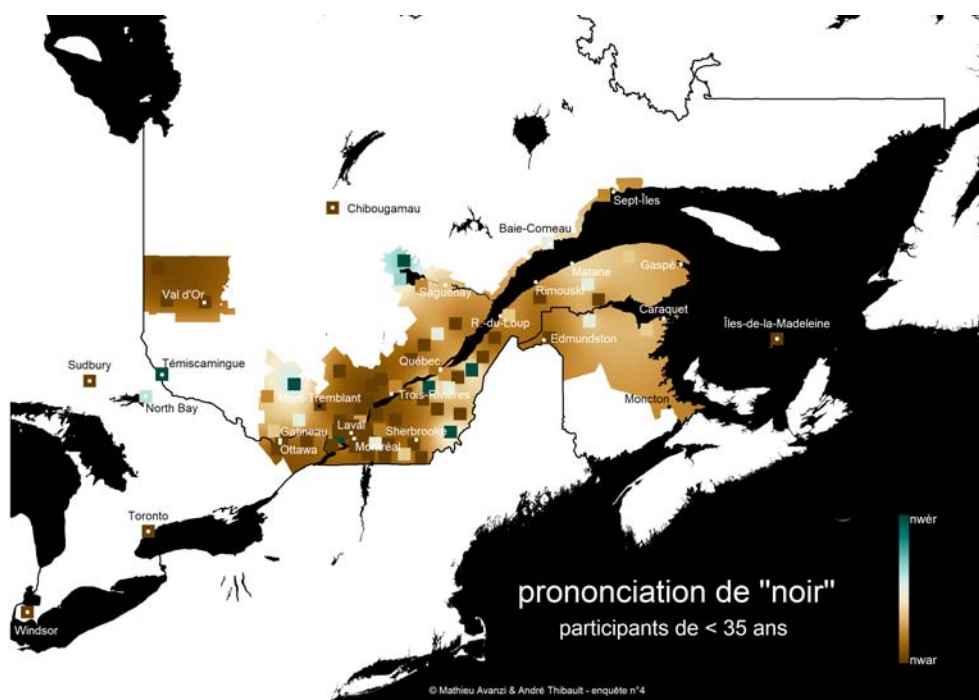 Sept-Îles
Chibougamau
Baie-Comeau
Matane
Gaspé
Saguenay
Rimouski
Val d'Or
Caraquet
R.-du-Loup
Îles-de-la-Madeleine
Edmundston
Québec
Sudbury
Témiscamingue
Mont-Tremblant
Trois-Rivières
North Bay
Moncton
Laval
Gatineau
Sherbrooke
Montréal
Ottawa
Toronto
nwèr
prononciation de "noir"
participants de < 35 ans
Windsor
nwar
© Mathieu Avanzi & André Thibault - enquête n°4